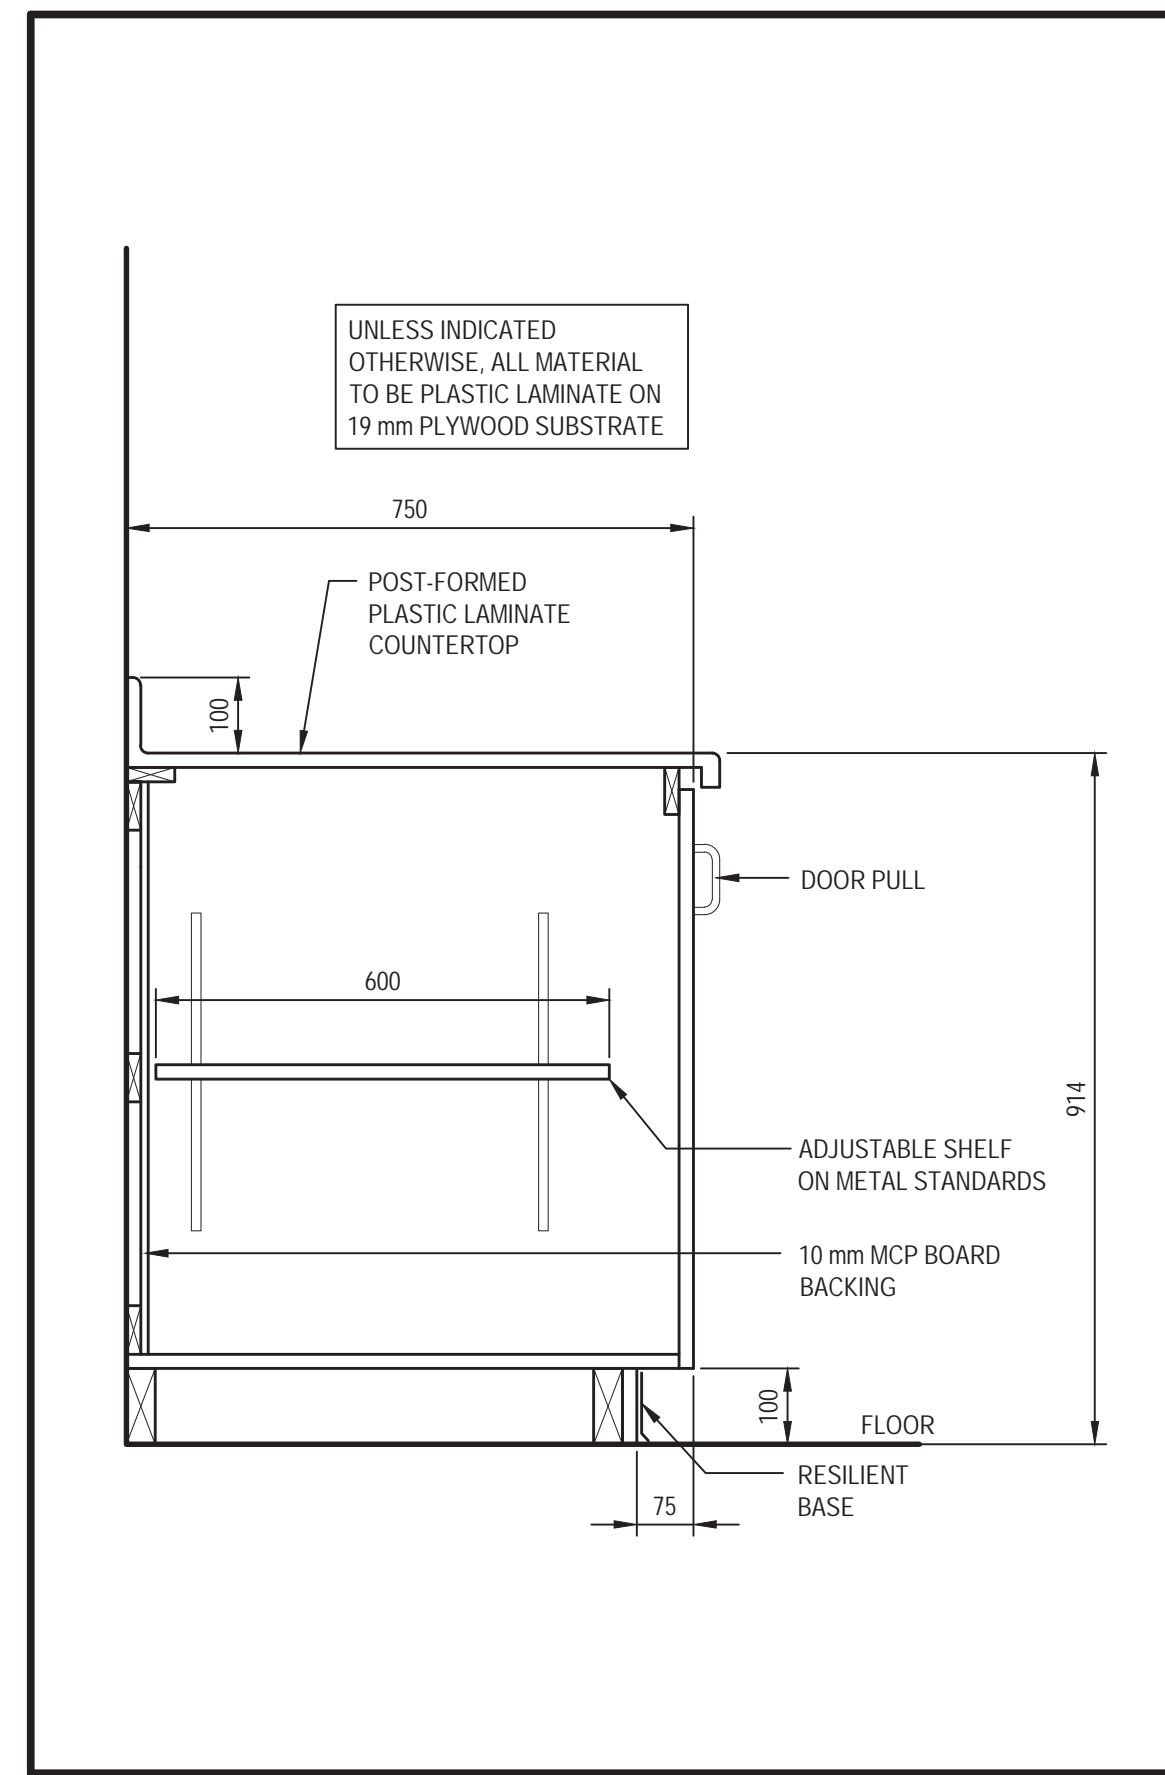 UNLESS INDICATED
OTHERWISE, ALL MATERIAL
TO BE PLASTIC LAMINATE ON
19 mm PLYWOOD SUBSTRATE
750
POST-FORMED
PLASTIC LAMINATE
COUNTERTOP
100
DOOR PULL
600
914
ADJUSTABLE SHELF
ON METAL STANDARDS
10 mm MCP BOARD
BACKING
100
FLOOR
RESILIENT
BASE
75